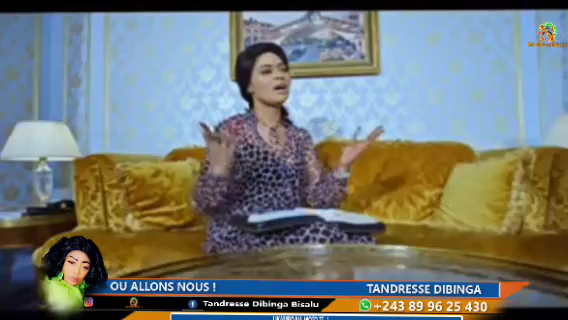 OU ALLONS NOUS !
TANDRESSE DIBINGA
Tandresse Dibinga Bisalu
+243 89 96 25 430